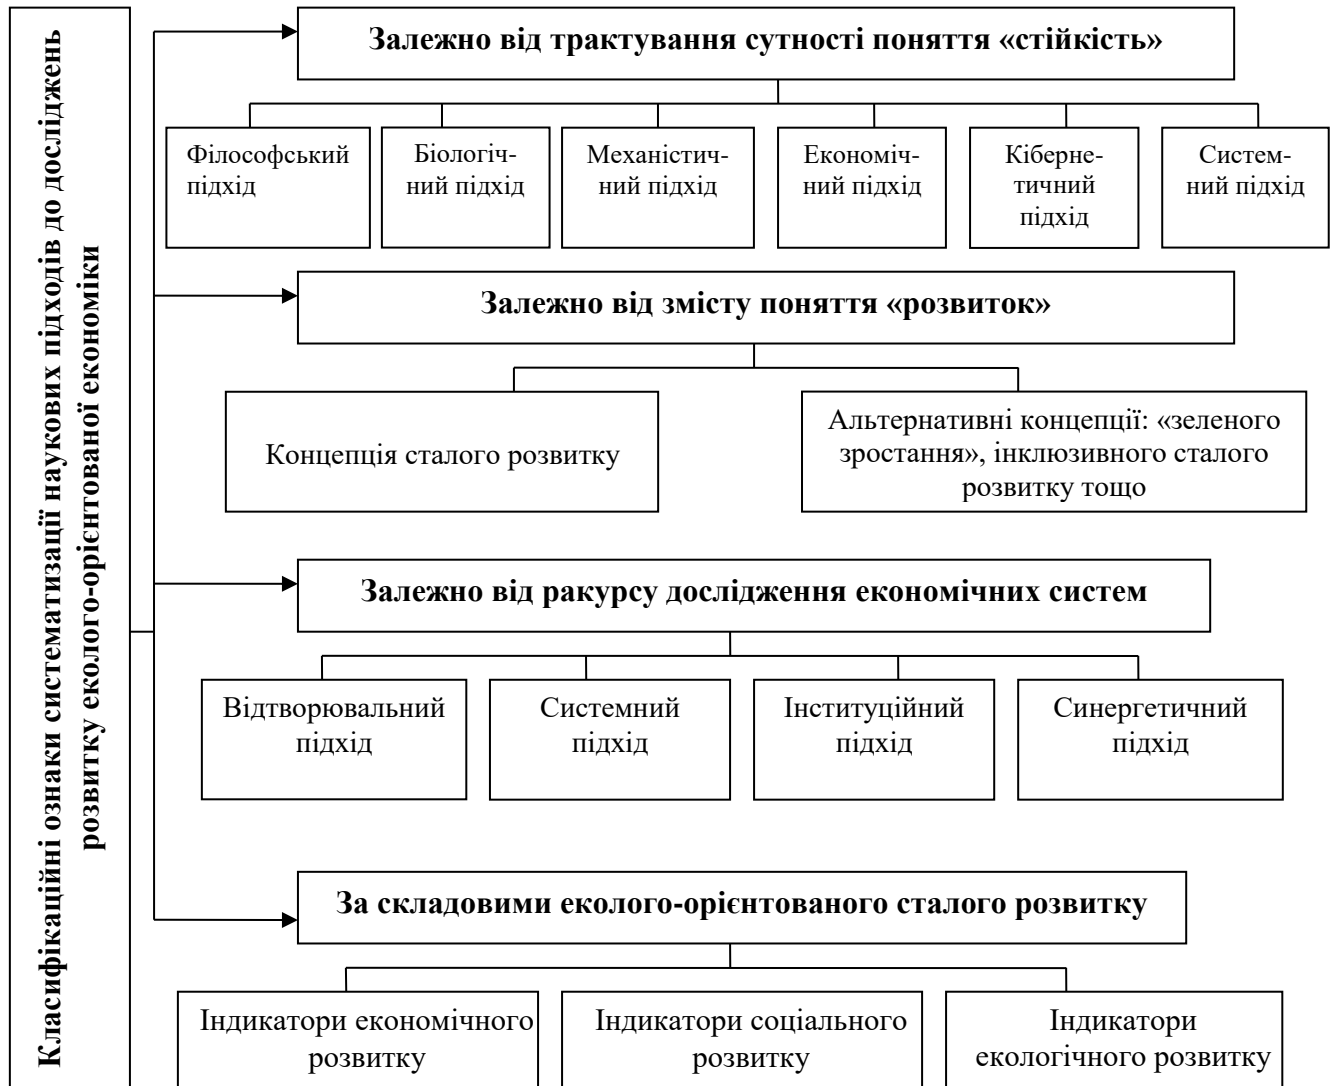 Класифікаційні ознаки систематизації наукових підходів до досліджень
розвитку еколого-орієнтованої економіки
Залежно від трактування сутності поняття «стійкість»
Філософський
підхід
Біологіч-
ний підхід
Механістич-
ний підхід
Економіч-
ний підхід
Кіберне-
тичний
підхід
Систем-
ний підхід
Залежно від змісту поняття «розвиток»
Концепція сталого розвитку
Альтернативні концепції: «зеленого
зростання», інклюзивного сталого
розвитку тощо
Залежно від ракурсу дослідження економічних систем
Відтворювальний
підхід
Системний
підхід
Інституційний
підхід
Синергетичний
підхід
За складовими еколого-орієнтованого сталого розвитку
Індикатори економічного
розвитку
Індикатори соціального
розвитку
Індикатори
екологічного розвитку